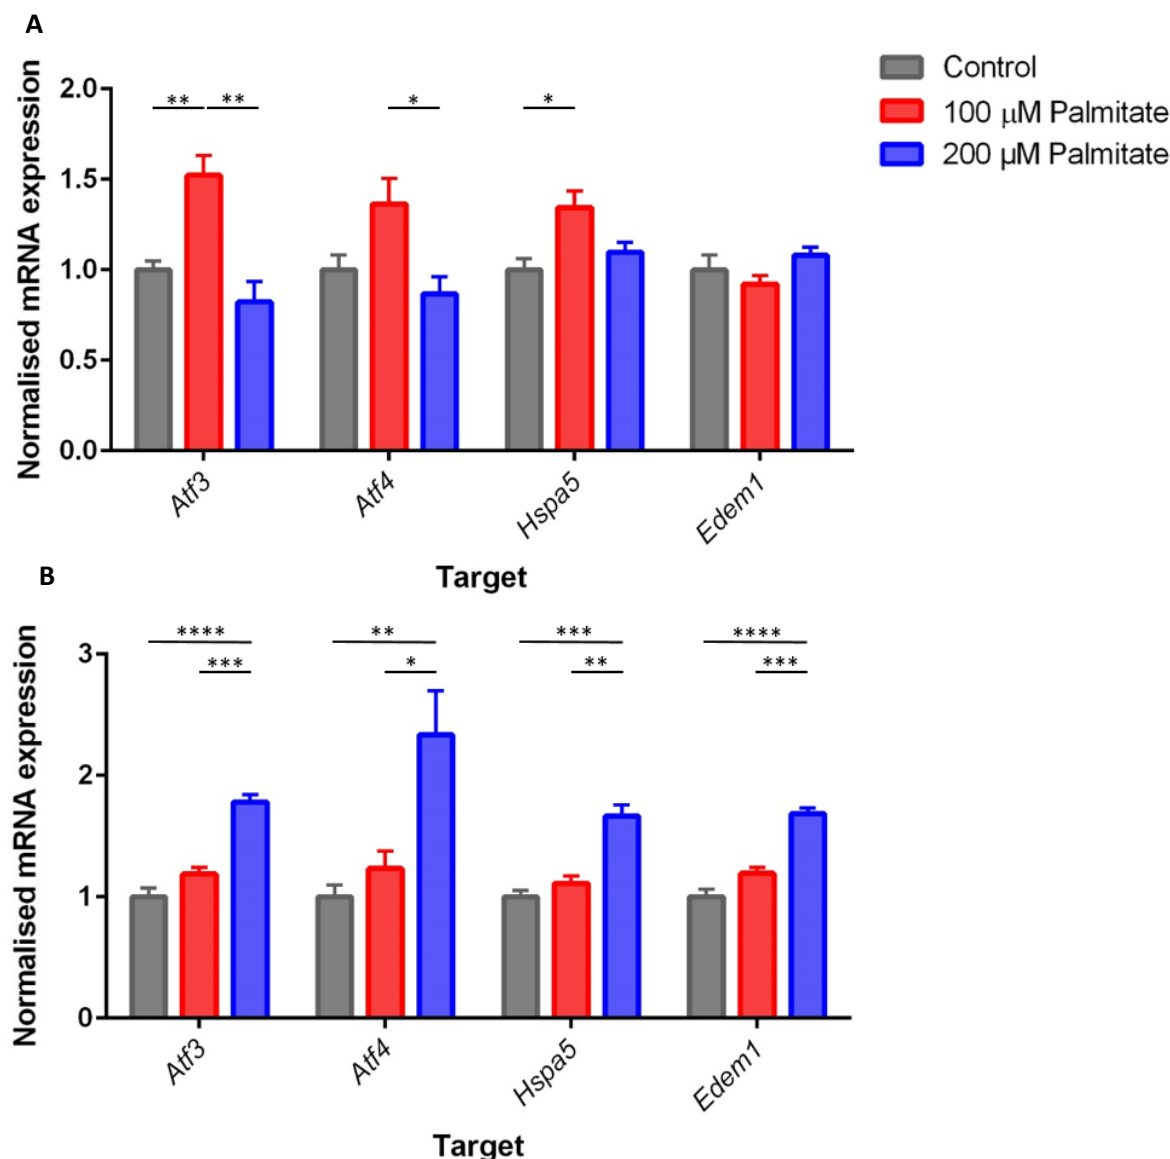 A
Control
100 μM Palmitate
200 μM Palmitate
Normalised mRNA expression
2.0
1.5
1.0
0.5
0.0
** ** * *
Atf3 Atf4 Hspa5 Edem1
Target
B
Normalised mRNA expression
3
2
1
0
**** ** *** ****
*** * ** ***
Atf3 Atf4 Hspa5 Edem1
Target